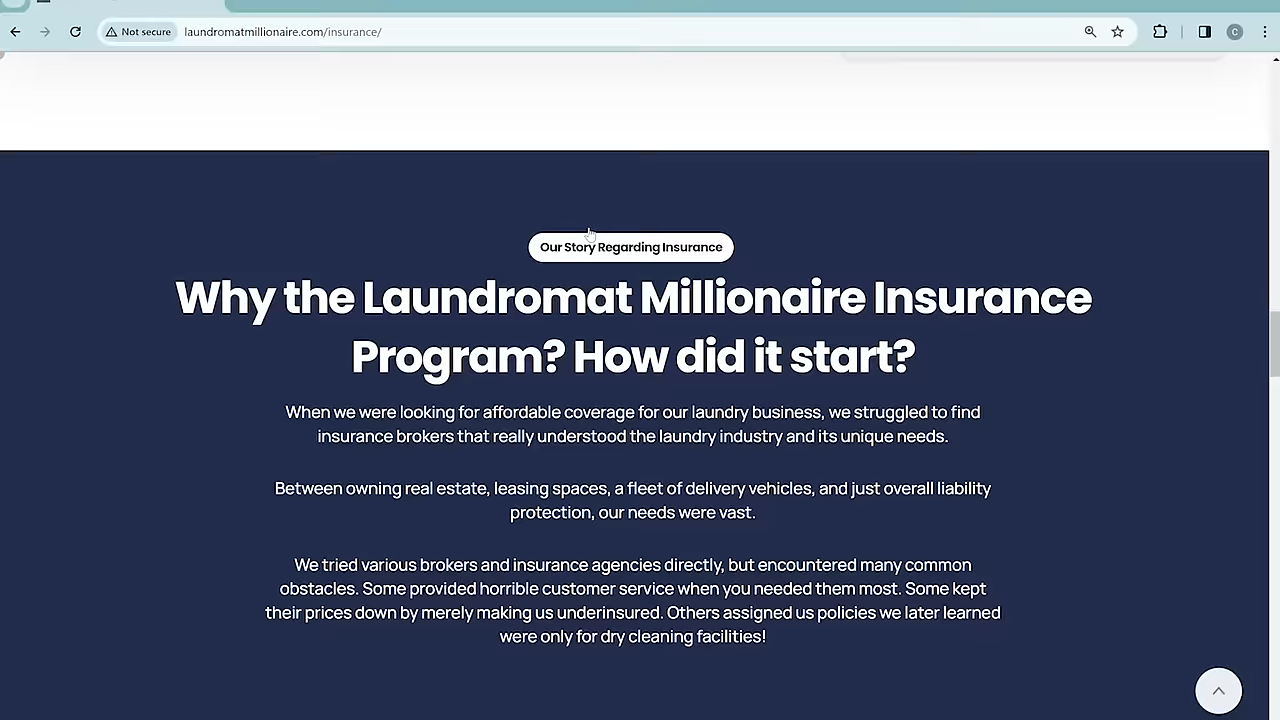 Not secure
laundromatmillionaire.com/insurance/
C
Our Story Regarding Insurance
Why the Laundromat Millionaire Insurance
Program? How did it start?
When we were looking for affordable coverage for our laundry business, we struggled to find
insurance brokers that really understood the laundry industry and its unique needs.
Between owning real estate, leasing spaces, a fleet of delivery vehicles, and just overall liability
protection, our needs were vast.
We tried various brokers and insurance agencies directly, but encountered many common
obstacles. Some provided horrible customer service when you needed them most. Some kept
their prices down by merely making us underinsured. Others assigned us policies we later learned
were only for dry cleaning facilities!